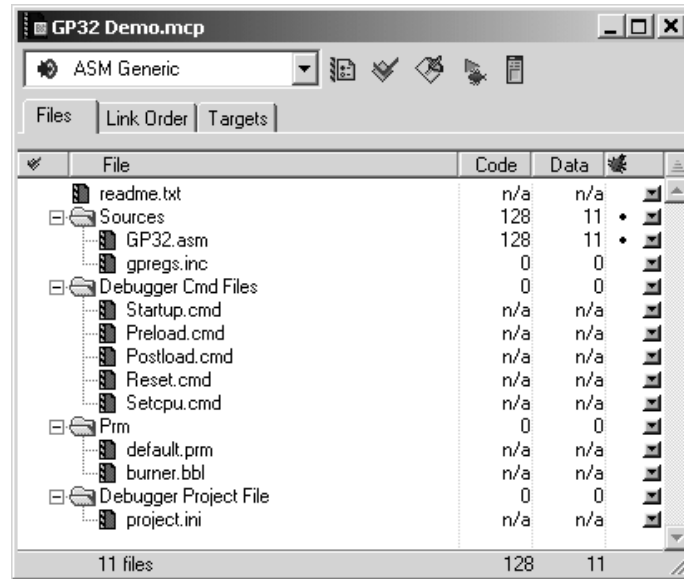 GP32 Demo.mcp
ASM Generic
Files Link Order Targets
File Code Data
readme.txt n/a n/a
Sources 128 11 •
GP32.asm 128 11 •
gpregs.inc 0 0
Debugger Cmd Files 0 0
Startup.cmd n/a n/a
Preload.cmd n/a n/a
Postload.cmd n/a n/a
Reset.cmd n/a n/a
Setcpu.cmd n/a n/a
Prm 0 0
default.prm n/a n/a
burner.bbl n/a n/a
Debugger Project File 0 0
project.ini n/a n/a
11 files 128 11